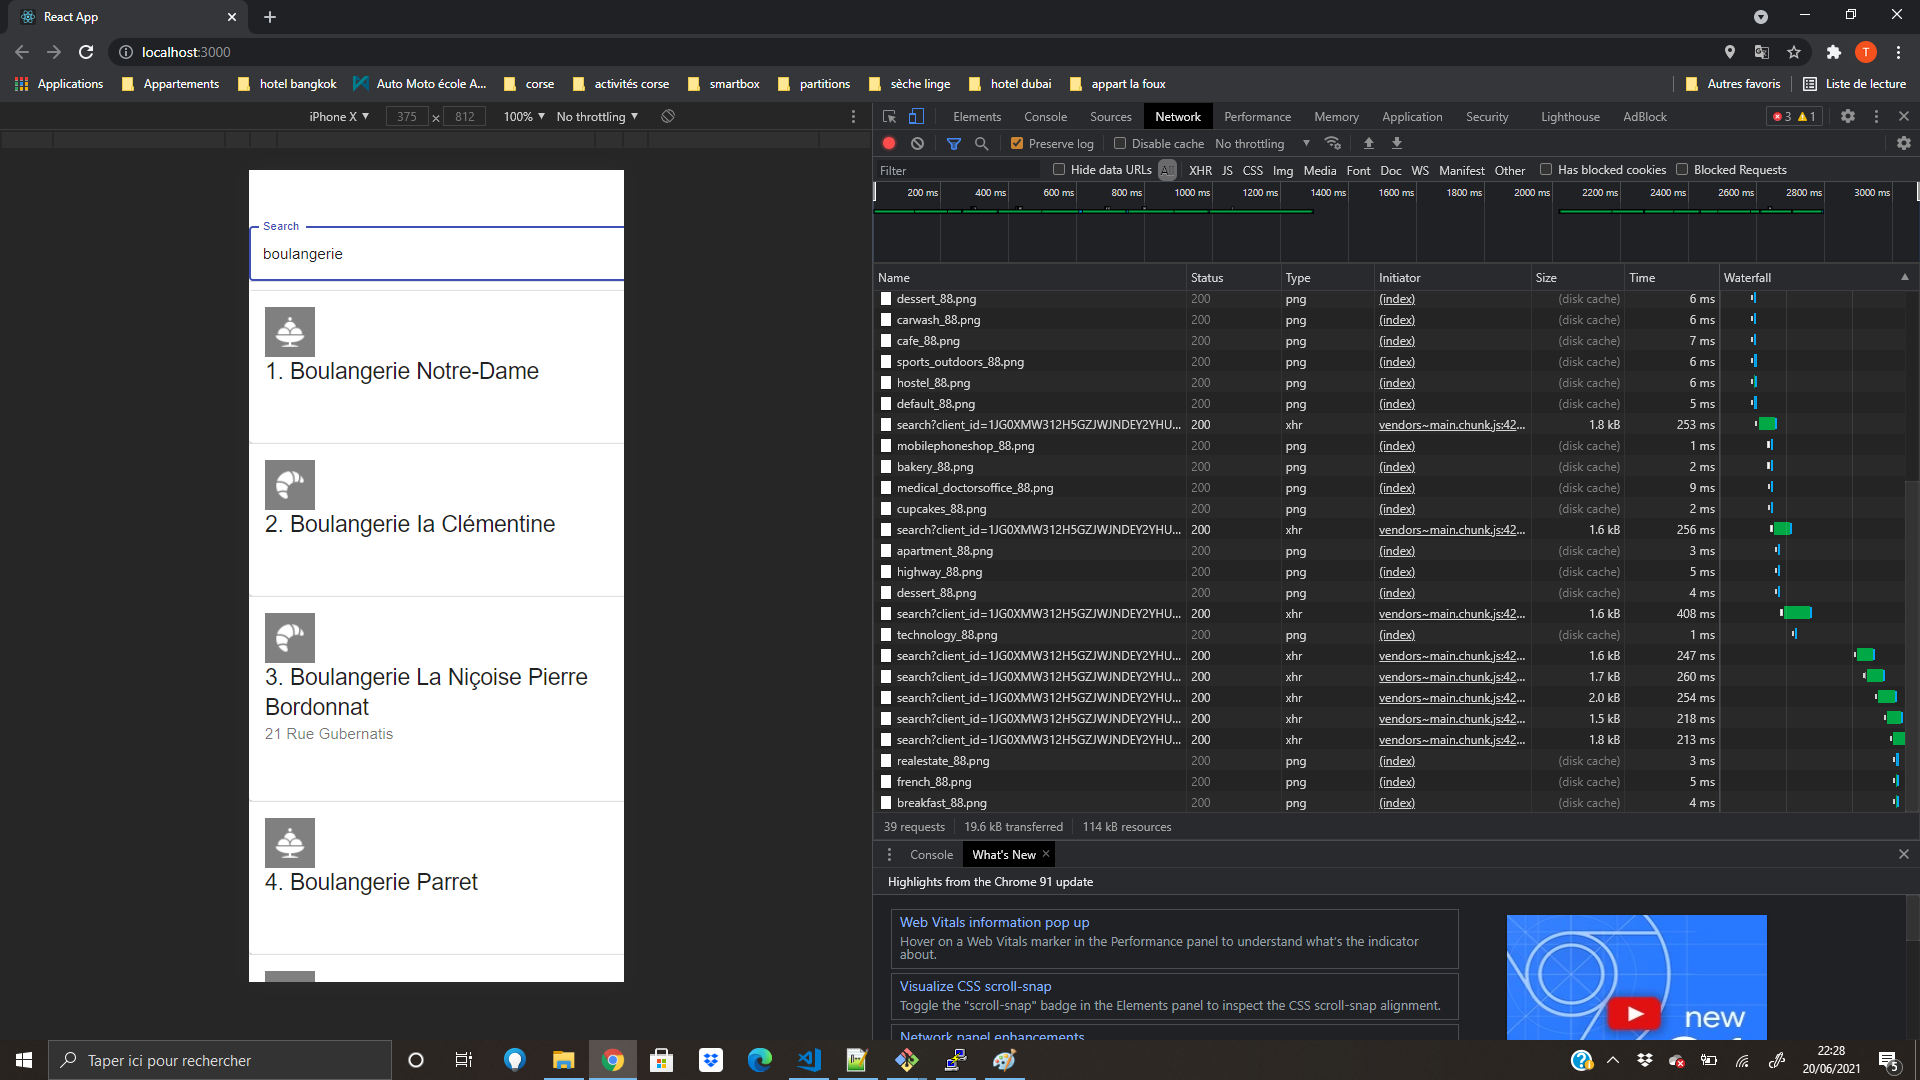 React App
localhost:3000
Applications
Appartements
hotel bangkok
Auto Moto école A...
corse
activités corse
smartbox
partitions
sèche linge
hotel dubai
appart la foux
Autres favoris
Liste de lecture
iPhone X
375 x 812
100%
No throttling
Search
boulangerie
1. Boulangerie Notre-Dame
2. Boulangerie la Clémentine
3. Boulangerie La Niçoise Pierre
Bordonnat
21 Rue Gubernatis
4. Boulangerie Parret
Elements Console Sources Network Performance Memory Application Security Lighthouse AdBlock
3 1
Preserve log Disable cache No throttling
Filter Hide data URLs All XHR JS CSS Img Media Font Doc WS Manifest Other Has blocked cookies Blocked Requests
200 ms 400 ms 600 ms 800 ms 1000 ms 1200 ms 1400 ms 1600 ms 1800 ms 2000 ms 2200 ms 2400 ms 2600 ms 2800 ms 3000 ms
Name Status Type Initiator Size Time Waterfall
dessert_88.png 200 png (index) (disk cache) 6 ms
carwash_88.png 200 png (index) (disk cache) 6 ms
cafe_88.png 200 png (index) (disk cache) 7 ms
sports_outdoors_88.png 200 png (index) (disk cache) 6 ms
hostel_88.png 200 png (index) (disk cache) 6 ms
default_88.png 200 png (index) (disk cache) 5 ms
search?client_id=1JG0XMW312H5GZJWJNDEY2YHU... 200 xhr vendors~main.chunk.js:42... 1.8 kB 253 ms
mobilephoneshop_88.png 200 png (index) (disk cache) 1 ms
bakery_88.png 200 png (index) (disk cache) 2 ms
medical_doctorsoffice_88.png 200 png (index) (disk cache) 9 ms
cupcakes_88.png 200 png (index) (disk cache) 2 ms
search?client_id=1JG0XMW312H5GZJWJNDEY2YHU... 200 xhr vendors~main.chunk.js:42... 1.6 kB 256 ms
apartment_88.png 200 png (index) (disk cache) 3 ms
highway_88.png 200 png (index) (disk cache) 5 ms
dessert_88.png 200 png (index) (disk cache) 4 ms
search?client_id=1JG0XMW312H5GZJWJNDEY2YHU... 200 xhr vendors~main.chunk.js:42... 1.6 kB 408 ms
technology_88.png 200 png (index) (disk cache) 1 ms
search?client_id=1JG0XMW312H5GZJWJNDEY2YHU... 200 xhr vendors~main.chunk.js:42... 1.6 kB 247 ms
search?client_id=1JG0XMW312H5GZJWJNDEY2YHU... 200 xhr vendors~main.chunk.js:42... 1.7 kB 260 ms
search?client_id=1JG0XMW312H5GZJWJNDEY2YHU... 200 xhr vendors~main.chunk.js:42... 2.0 kB 254 ms
search?client_id=1JG0XMW312H5GZJWJNDEY2YHU... 200 xhr vendors~main.chunk.js:42... 1.5 kB 218 ms
search?client_id=1JG0XMW312H5GZJWJNDEY2YHU... 200 xhr vendors~main.chunk.js:42... 1.8 kB 213 ms
realestate_88.png 200 png (index) (disk cache) 3 ms
french_88.png 200 png (index) (disk cache) 5 ms
breakfast_88.png 200 png (index) (disk cache) 4 ms
39 requests 19.6 kB transferred 114 kB resources
Console What's New
Highlights from the Chrome 91 update
Web Vitals information pop up
Hover on a Web Vitals marker in the Performance panel to understand what's the indicator
about.
Visualize CSS scroll-snap
Toggle the "scroll-snap" badge in the Elements panel to inspect the CSS scroll-snap alignment.
Network panel enhancements
new
Taper ici pour rechercher
22:28
20/06/2021
5
T